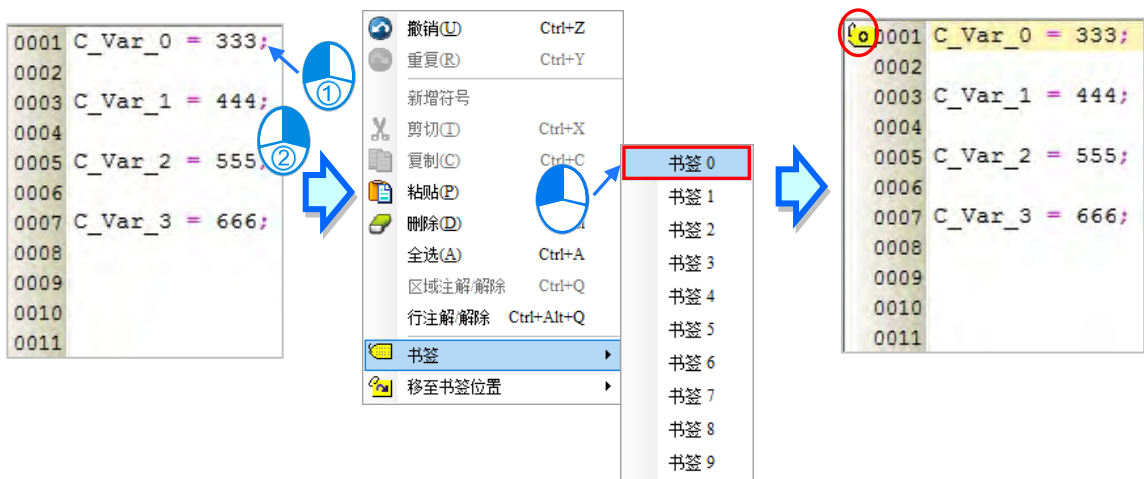 0001 C_Var_0 = 333;
0002
0003 C_Var_1 = 444;
0004
0005 C_Var_2 = 555;
0006
0007 C_Var_3 = 666;
0008
0009
0010
0011
①
②
撤销(U) Ctrl+Z
重复(R) Ctrl+Y
新增符号
剪切(T) Ctrl+X
复制(C) Ctrl+C
粘贴(P)
删除(D)
全选(A) Ctrl+A
区域注解/解除 Ctrl+Q
行注解/解除 Ctrl+Alt+Q
书签
移至书签位置
书签 0
书签 1
书签 2
书签 3
书签 4
书签 5
书签 6
书签 7
书签 8
书签 9
0 0001 C_Var_0 = 333;
0002
0003 C_Var_1 = 444;
0004
0005 C_Var_2 = 555;
0006
0007 C_Var_3 = 666;
0008
0009
0010
0011